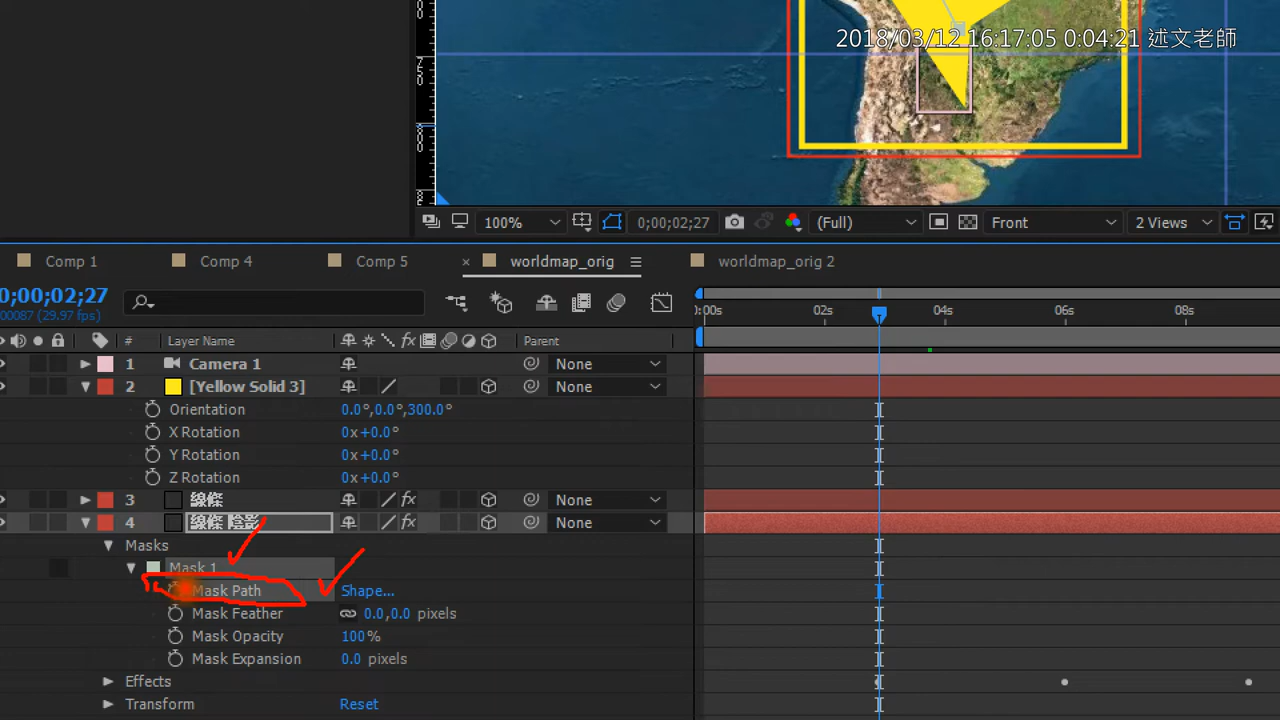 2018/03/12 16:17:05 0:04:21 述文老師
100% 0;00;02;27 (Full) Front 2 Views
Comp 1 Comp 4 Comp 5 × worldmap_orig worldmap_orig 2
0;00;02;27
00087 (29.97 fps)
0:00s 02s 04s 06s 08s
# Layer Name Parent
1 Camera 1 None
2 [Yellow Solid 3] None
Orientation 0.0°,0.0°,300.0°
X Rotation 0x+0.0°
Y Rotation 0x+0.0°
Z Rotation 0x+0.0°
3 線條 fx None
4 線條 陰影 fx None
Masks
Mask 1
Mask Path Shape...
Mask Feather 0.0,0.0 pixels
Mask Opacity 100%
Mask Expansion 0.0 pixels
Effects
Transform Reset